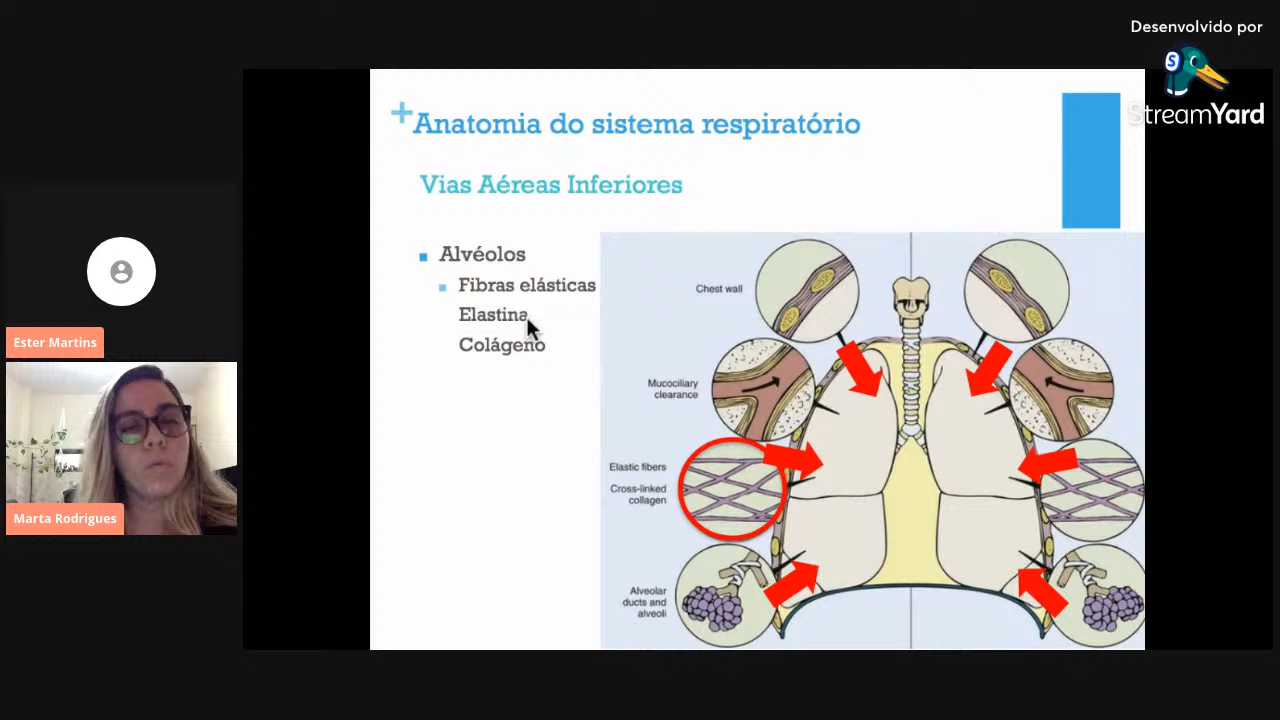 Desenvolvido por
StreamYard
+Anatomia do sistema respiratório
Vias Aéreas Inferiores
Alvéolos
Fibras elásticas
Elastina
Colágeno
Chest wall
Mucociliary
clearance
Elastic fibers
Cross-linked
collagen
Alveolar
ducts and
alveoli
Ester Martins
Marta Rodrigues